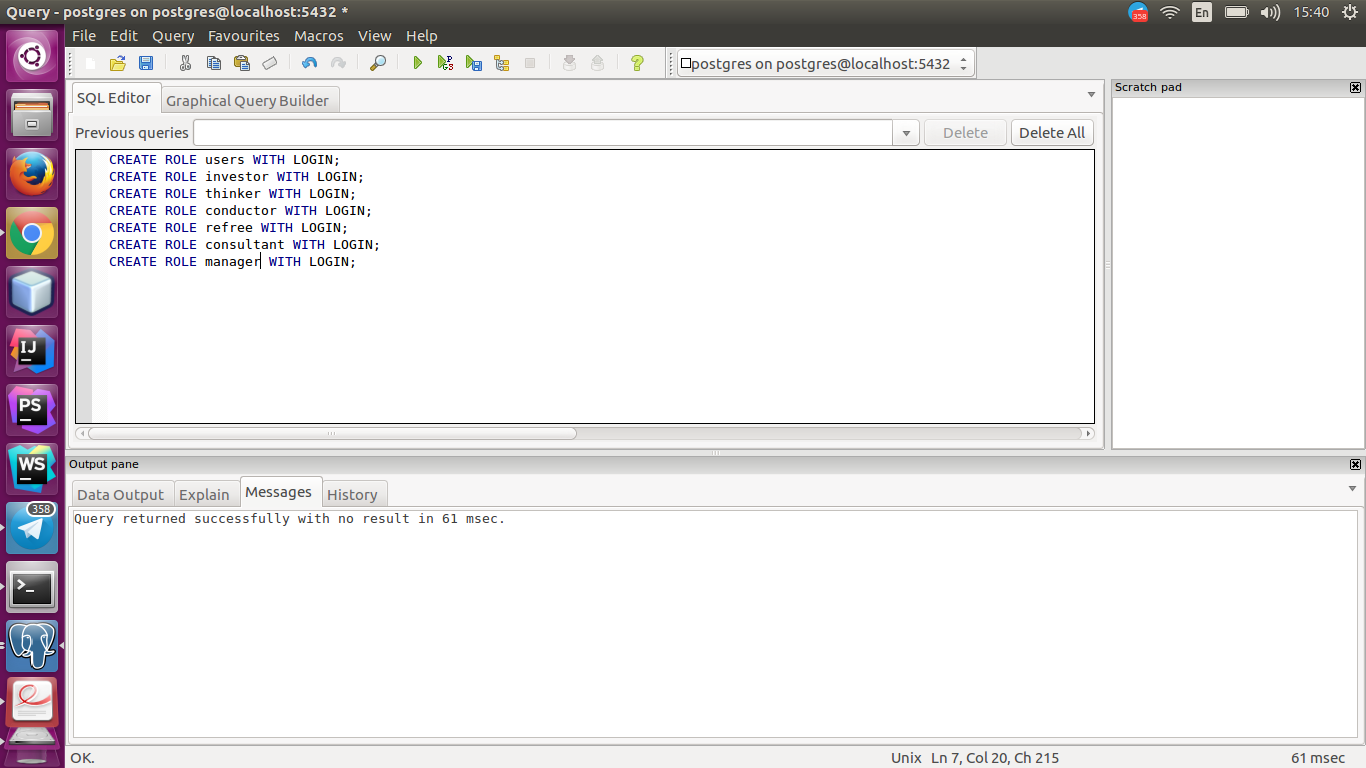 Query - postgres on postgres@localhost:5432 *
358
En
15:40
File Edit Query Favourites Macros View Help
postgres on postgres@localhost:5432
SQL Editor
Graphical Query Builder
Previous queries
Delete
Delete All
CREATE ROLE users WITH LOGIN;
CREATE ROLE investor WITH LOGIN;
CREATE ROLE thinker WITH LOGIN;
CREATE ROLE conductor WITH LOGIN;
CREATE ROLE refree WITH LOGIN;
CREATE ROLE consultant WITH LOGIN;
CREATE ROLE manager WITH LOGIN;
Scratch pad
IJ
PS
WS
358
>_
Output pane
Data Output
Explain
Messages
History
Query returned successfully with no result in 61 msec.
OK.
Unix
Ln 7, Col 20, Ch 215
61 msec